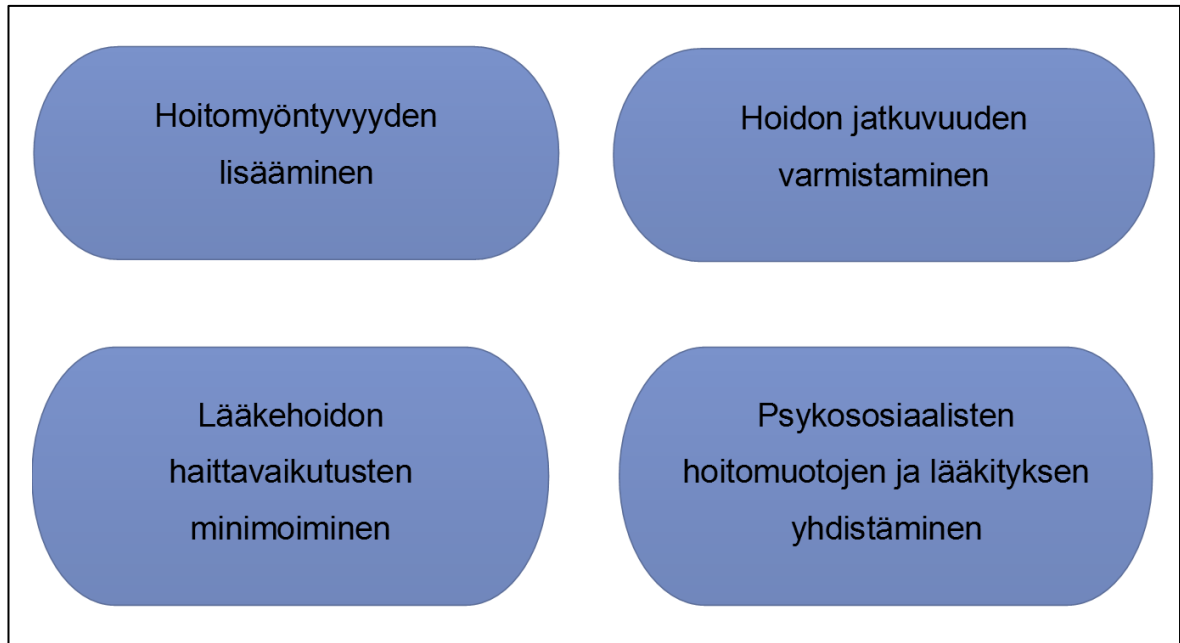 Hoitomyöntyvyyden
lisääminen
Hoidon jatkuvuuden
varmistaminen
Lääkehoidon
haittavaikutusten
minimoiminen
Psykososiaalisten
hoitomuotojen ja lääkityksen
yhdistäminen